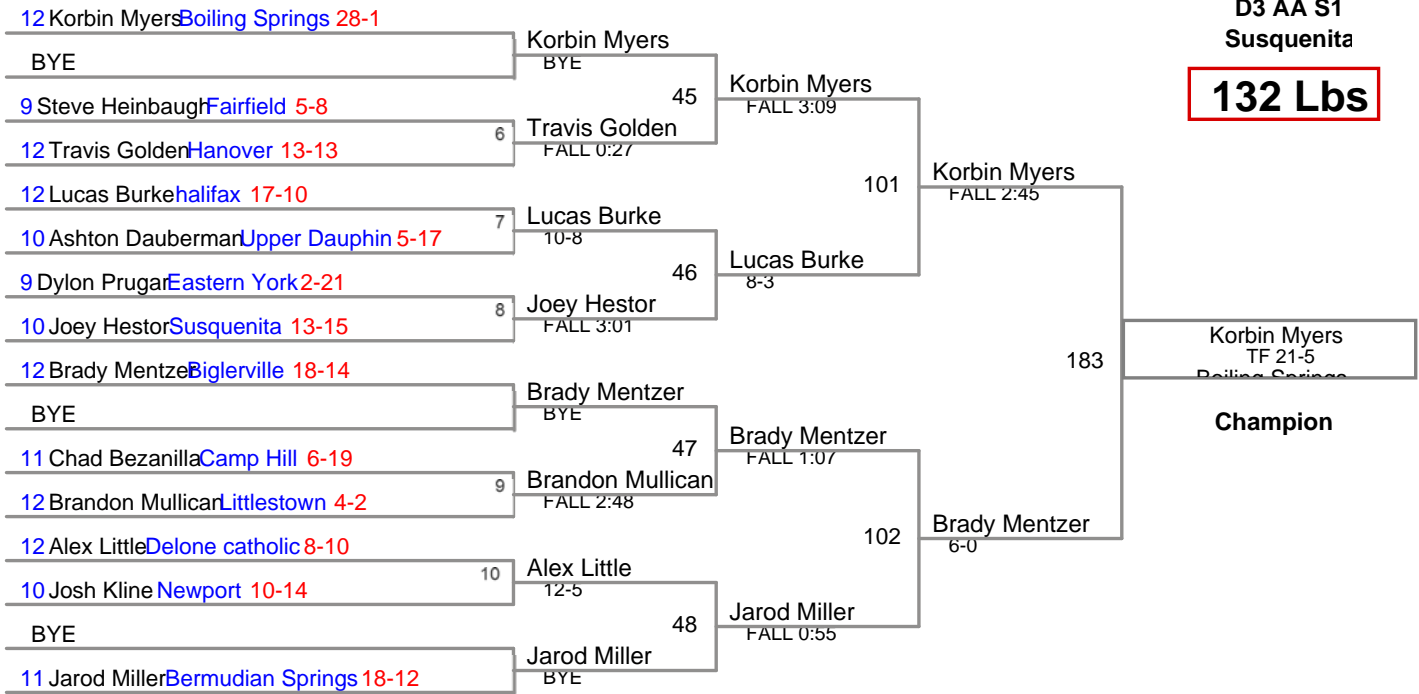 D3 AA S1
Susquenita
132 Lbs
12 Korbin Myers Boiling Springs 28-1
BYE
9 Steve Heinbaugh Fairfield 5-8
12 Travis Golden Hanover 13-13
12 Lucas Burke halifax 17-10
10 Ashton Dauberman Upper Dauphin 5-17
9 Dylon Prugar Eastern York 2-21
10 Joey Hestor Susquenita 13-15
12 Brady Mentzer Biglerville 18-14
BYE
11 Chad Bezanilla Camp Hill 6-19
12 Brandon Mullican Littlestown 4-2
12 Alex Little Delone catholic 8-10
10 Josh Kline Newport 10-14
BYE
11 Jarod Miller Bermudian Springs 18-12
6
7
8
9
10
Korbin Myers
BYE
Travis Golden
FALL 0:27
Lucas Burke
10-8
Joey Hestor
FALL 3:01
Brady Mentzer
BYE
Brandon Mullican
FALL 2:48
Alex Little
12-5
Jarod Miller
BYE
45
46
47
48
Korbin Myers
FALL 3:09
Lucas Burke
8-3
Brady Mentzer
FALL 1:07
Jarod Miller
FALL 0:55
101
102
Korbin Myers
FALL 2:45
Brady Mentzer
6-0
183
Korbin Myers
TF 21-5
Boiling Springs
Champion